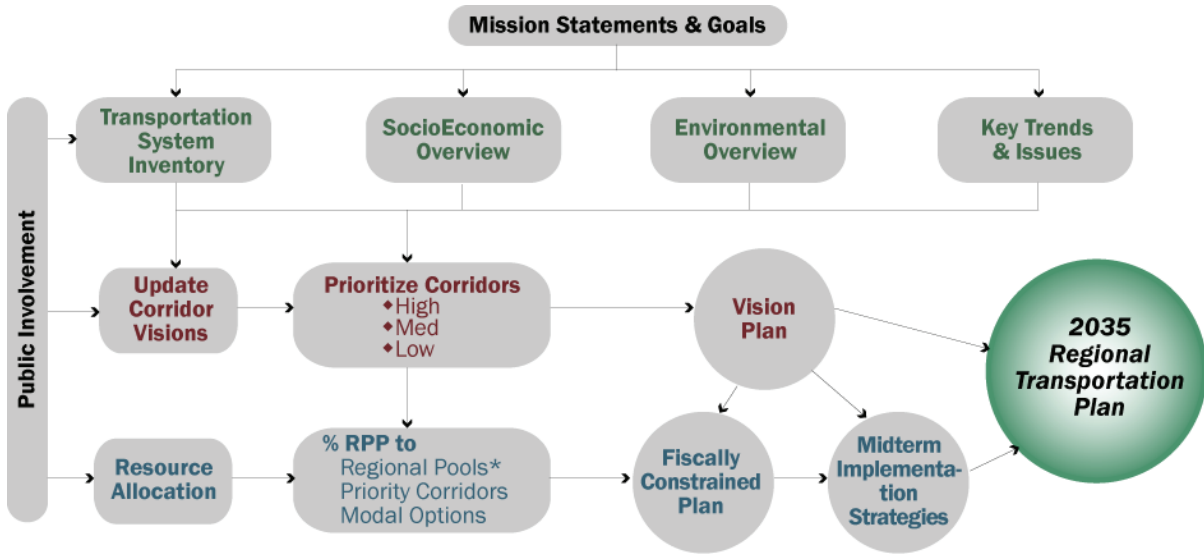 Mission Statements & Goals
Public Involvement
Transportation
System
Inventory
SocioEconomic
Overview
Environmental
Overview
Key Trends
& Issues
Update
Corridor
Visions
Prioritize Corridors
◆High
◆Med
◆Low
Vision
Plan
2035
Regional
Transportation
Plan
Resource
Allocation
% RPP to
Regional Pools*
Priority Corridors
Modal Options
Fiscally
Constrained
Plan
Midterm
Implementa-
tion
Strategies